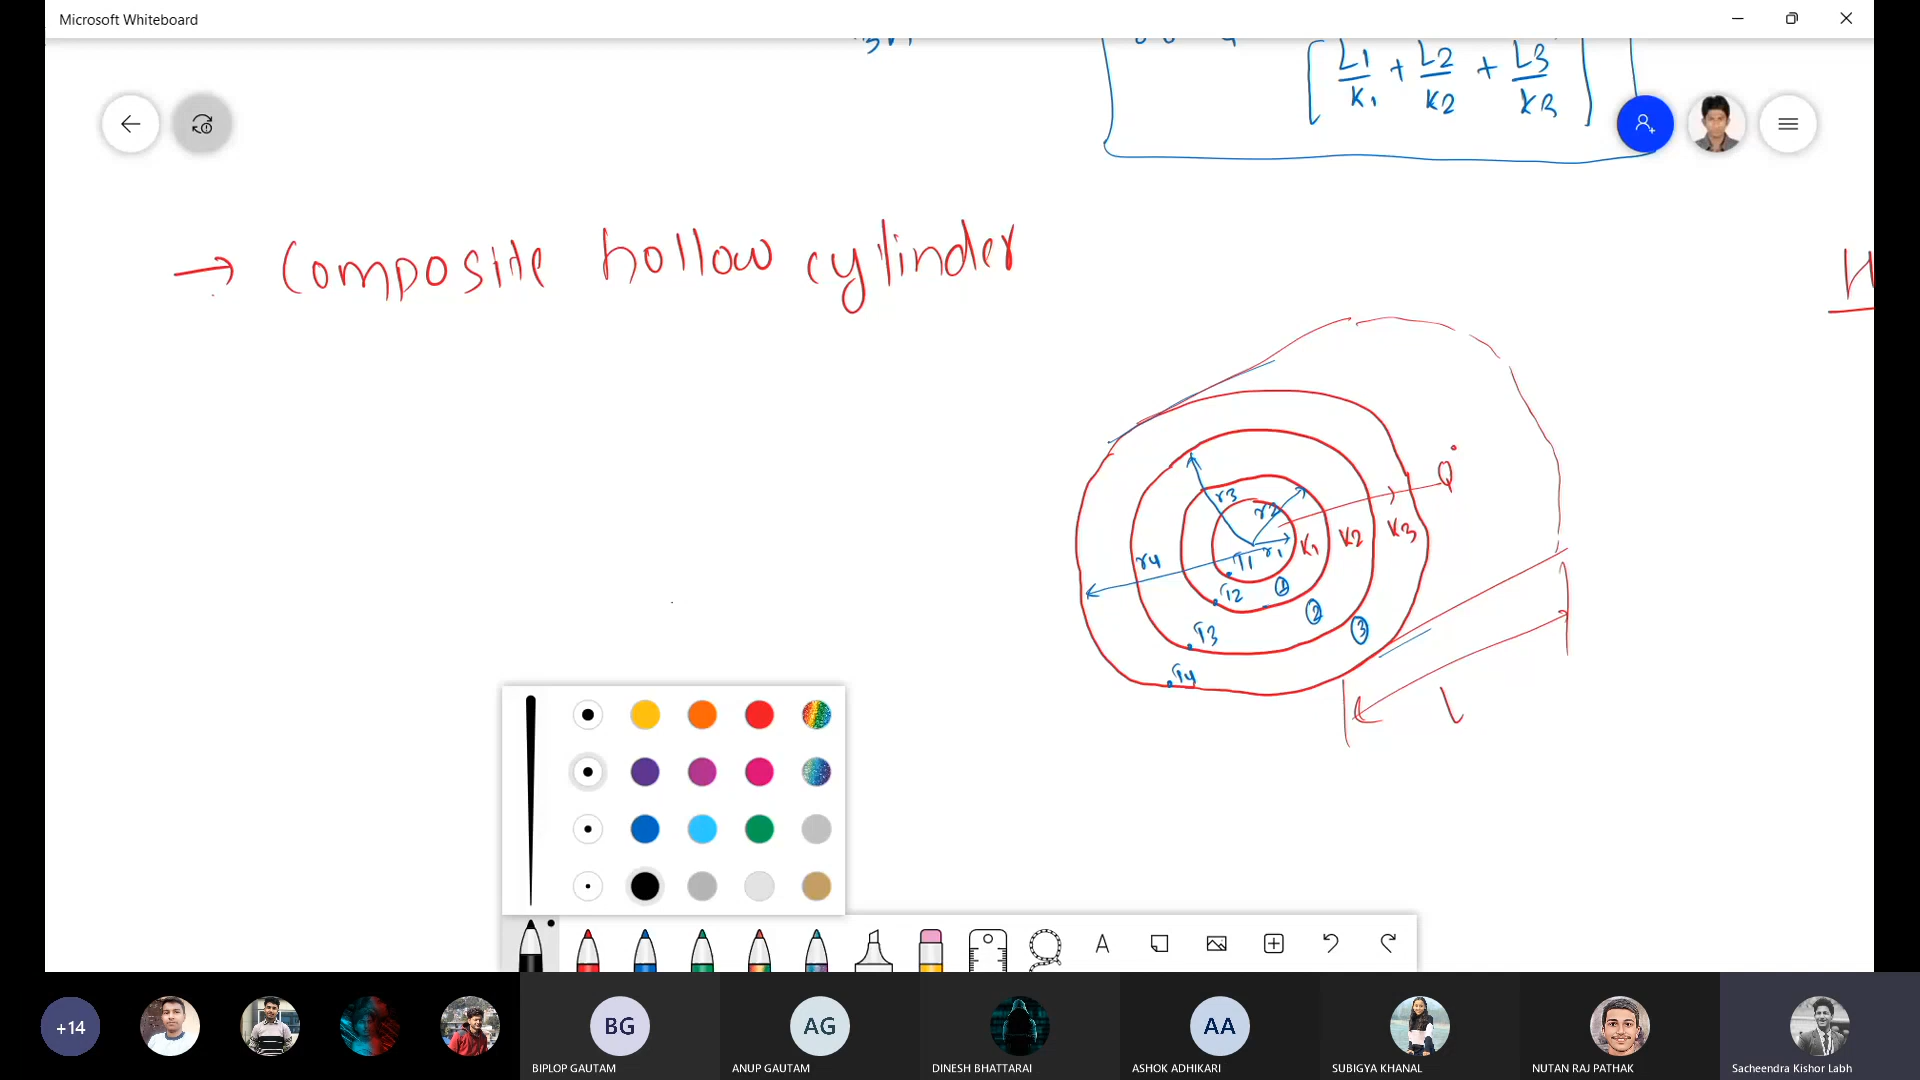 Microsoft Whiteboard
L1/K1 + L2/K2 + L3/K3
→ Composite hollow cylinder
H
Q̇
r3
r2
K1 K2 K3
r4
T1 r1
T2 ①
②
T3 ③
T4
L
A
+14
BG
AG
AA
BIPLOP GAUTAM
ANUP GAUTAM
DINESH BHATTARAI
ASHOK ADHIKARI
SUBIGYA KHANAL
NUTAN RAJ PATHAK
Sacheendra Kishor Labh